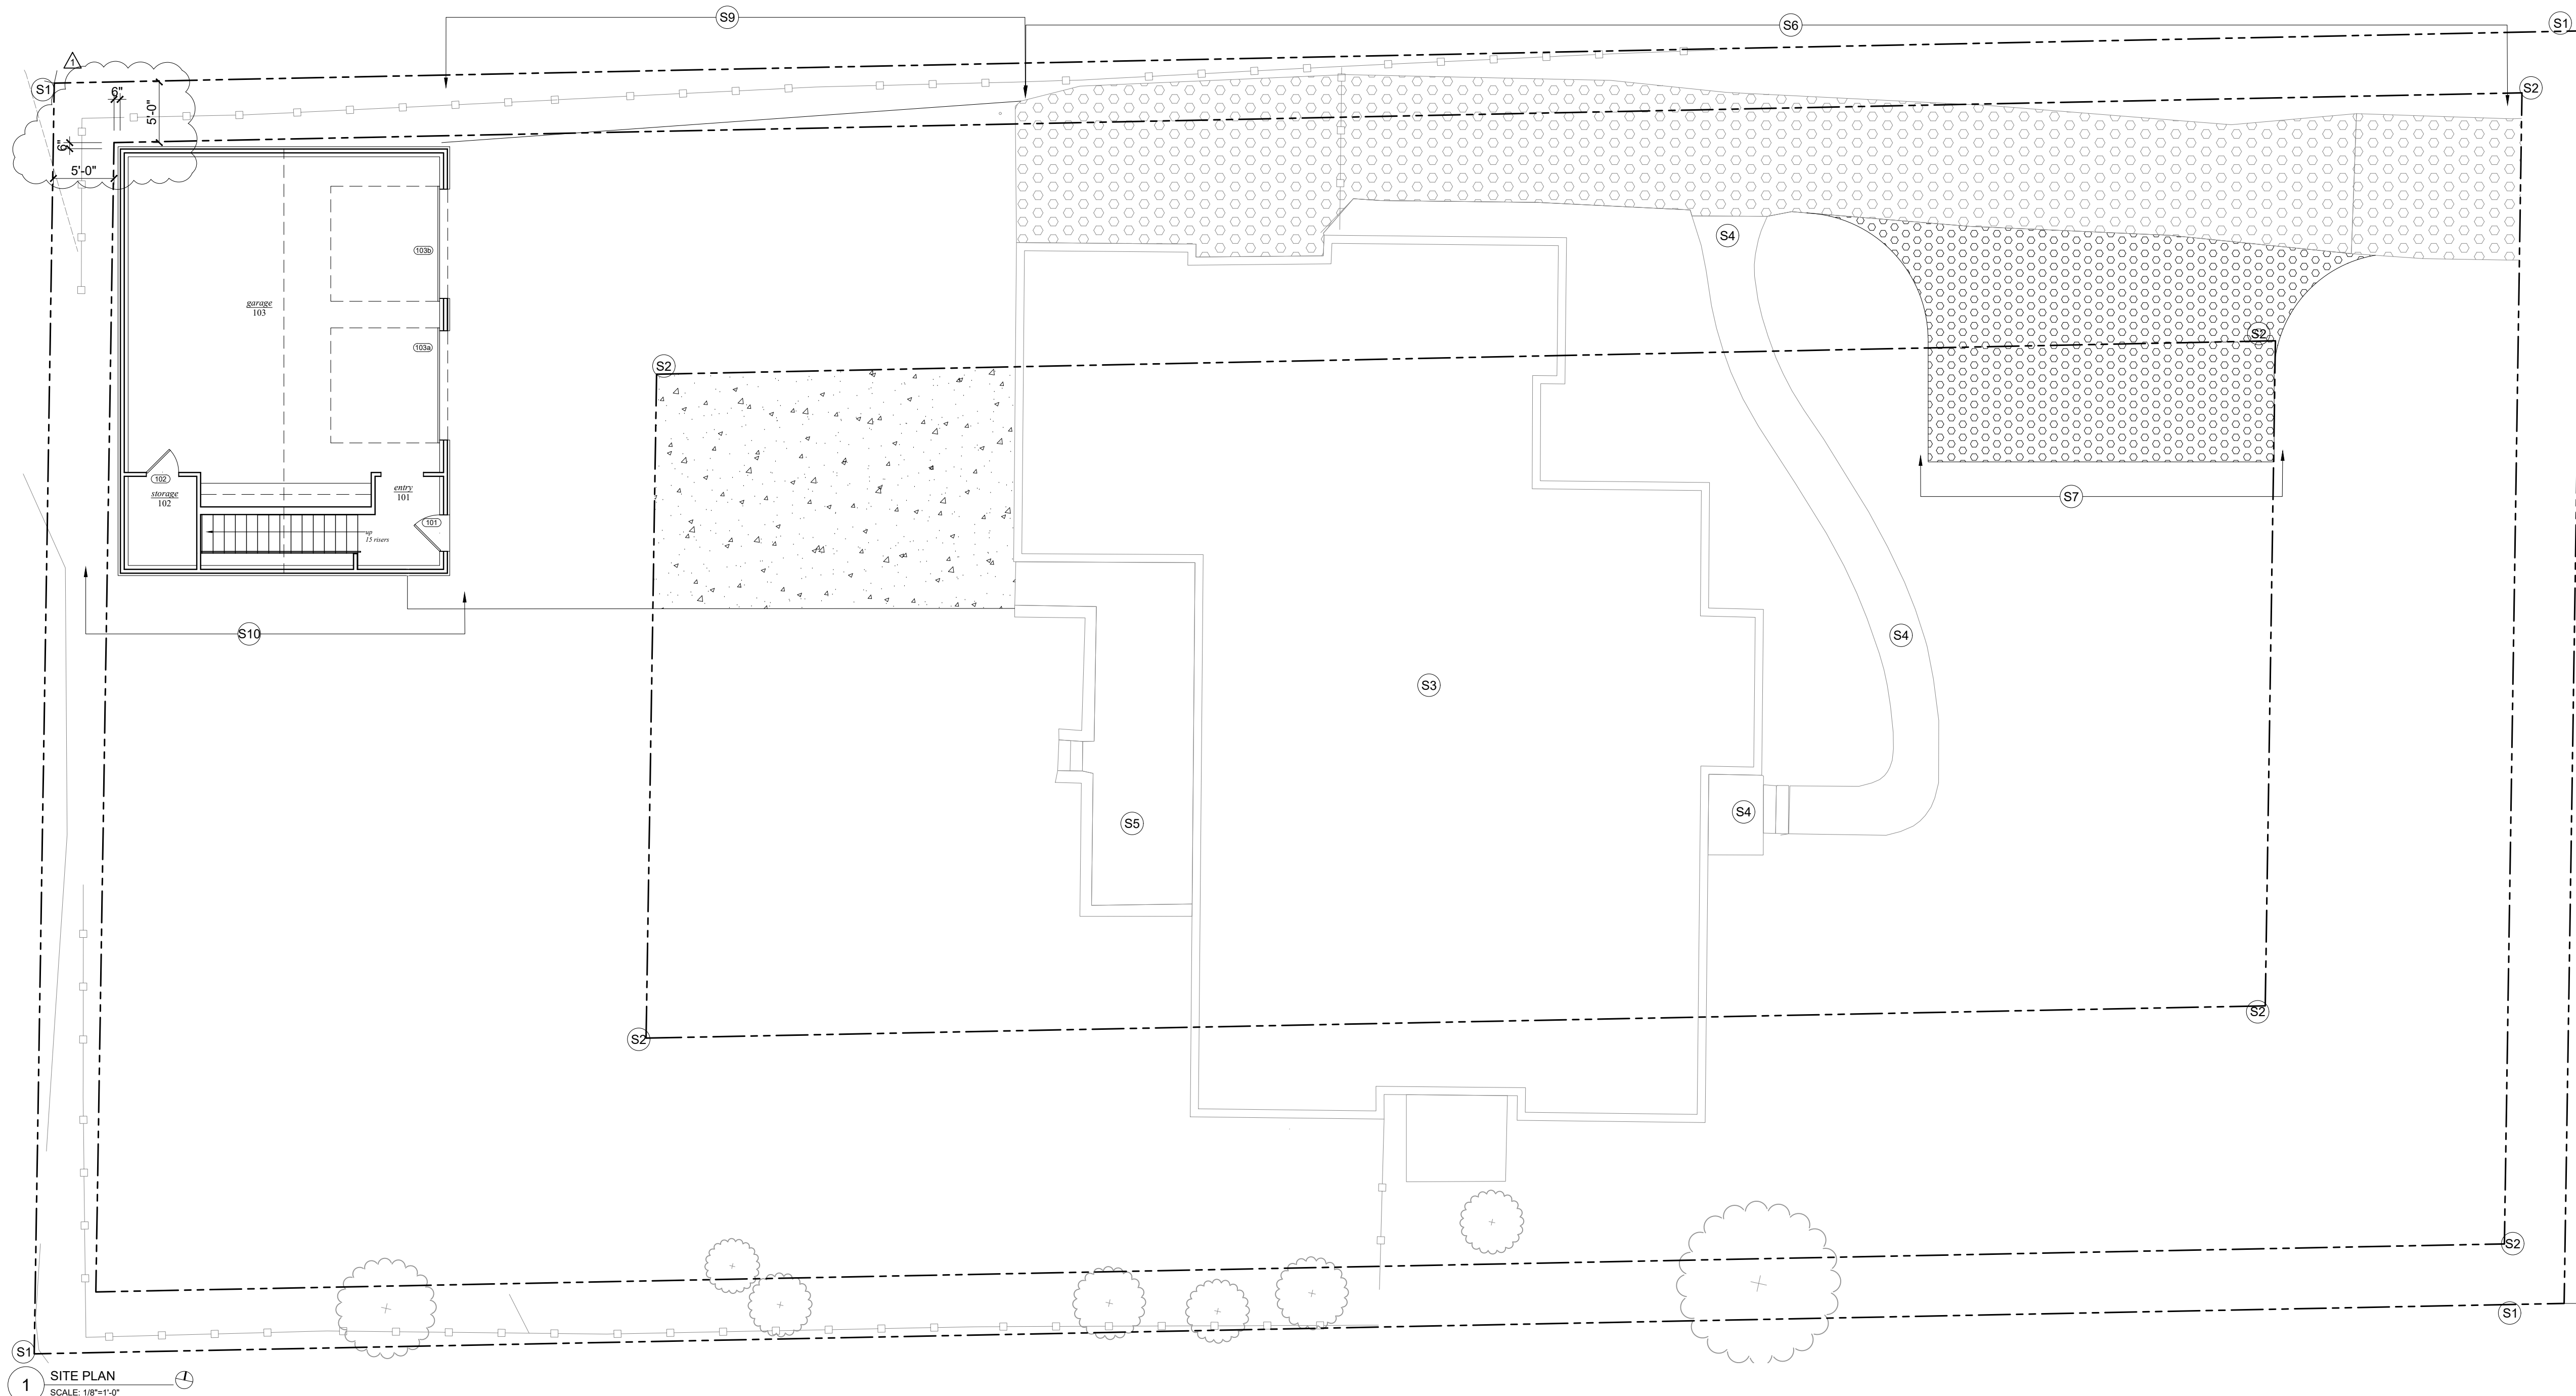 S9
S6
S1
1
S1
6"
5'-0"
S2
6"
5'-0"
S4
103b
garage
103
S2
103a
S2
102
storage
102
entry
101
S7
101
up
15 risers
S10
S4
S3
S4
S5
S2
S2
S2
S1
S1
1
SITE PLAN
SCALE: 1/8"=1'-0"